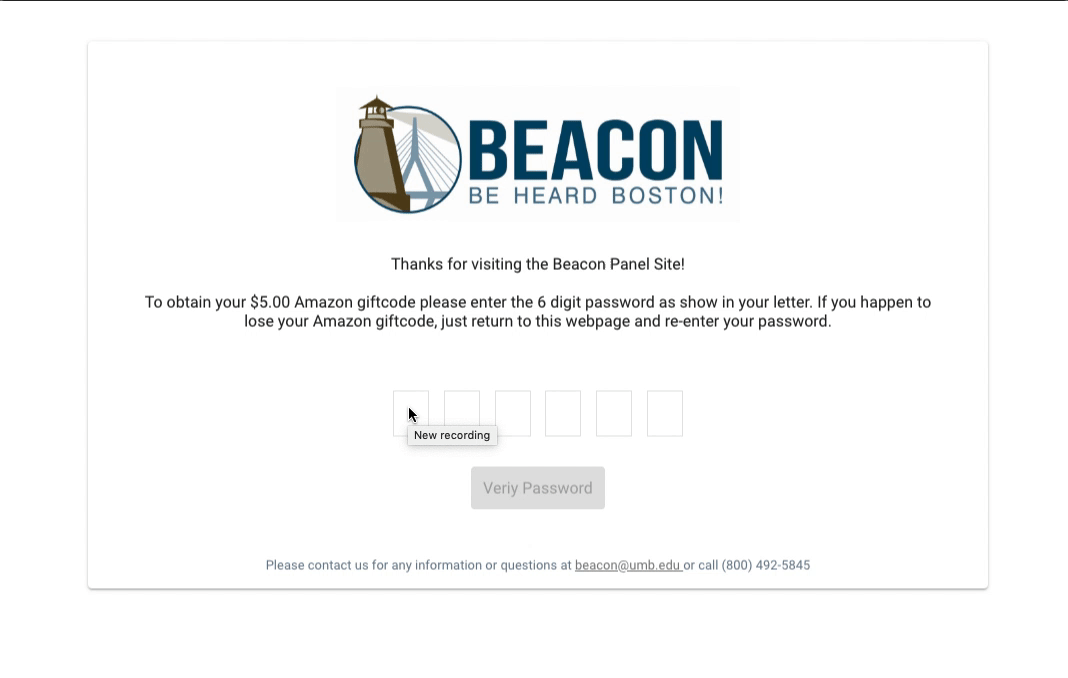 BEACON
BE HEARD BOSTON!
Thanks for visiting the Beacon Panel Site!
To obtain your $5.00 Amazon giftcode please enter the 6 digit password as show in your letter. If you happen to
lose your Amazon giftcode, just return to this webpage and re-enter your password.
New recording
Veriy Password
Please contact us for any information or questions at beacon@umb.edu or call (800) 492-5845